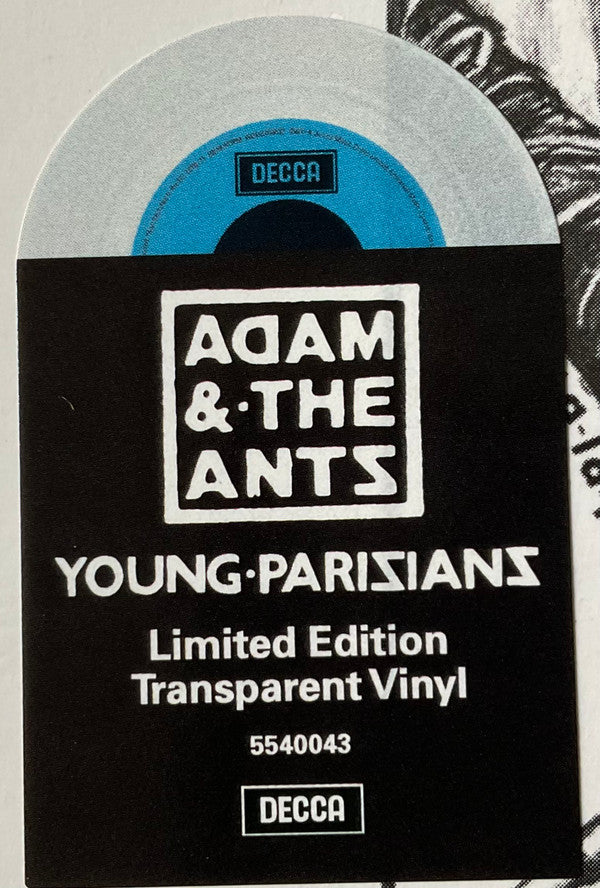 DECCA
ADAM
& · THE
ANTS
YOUNG · PARISIANS
Limited Edition
Transparent Vinyl
5540043
DECCA